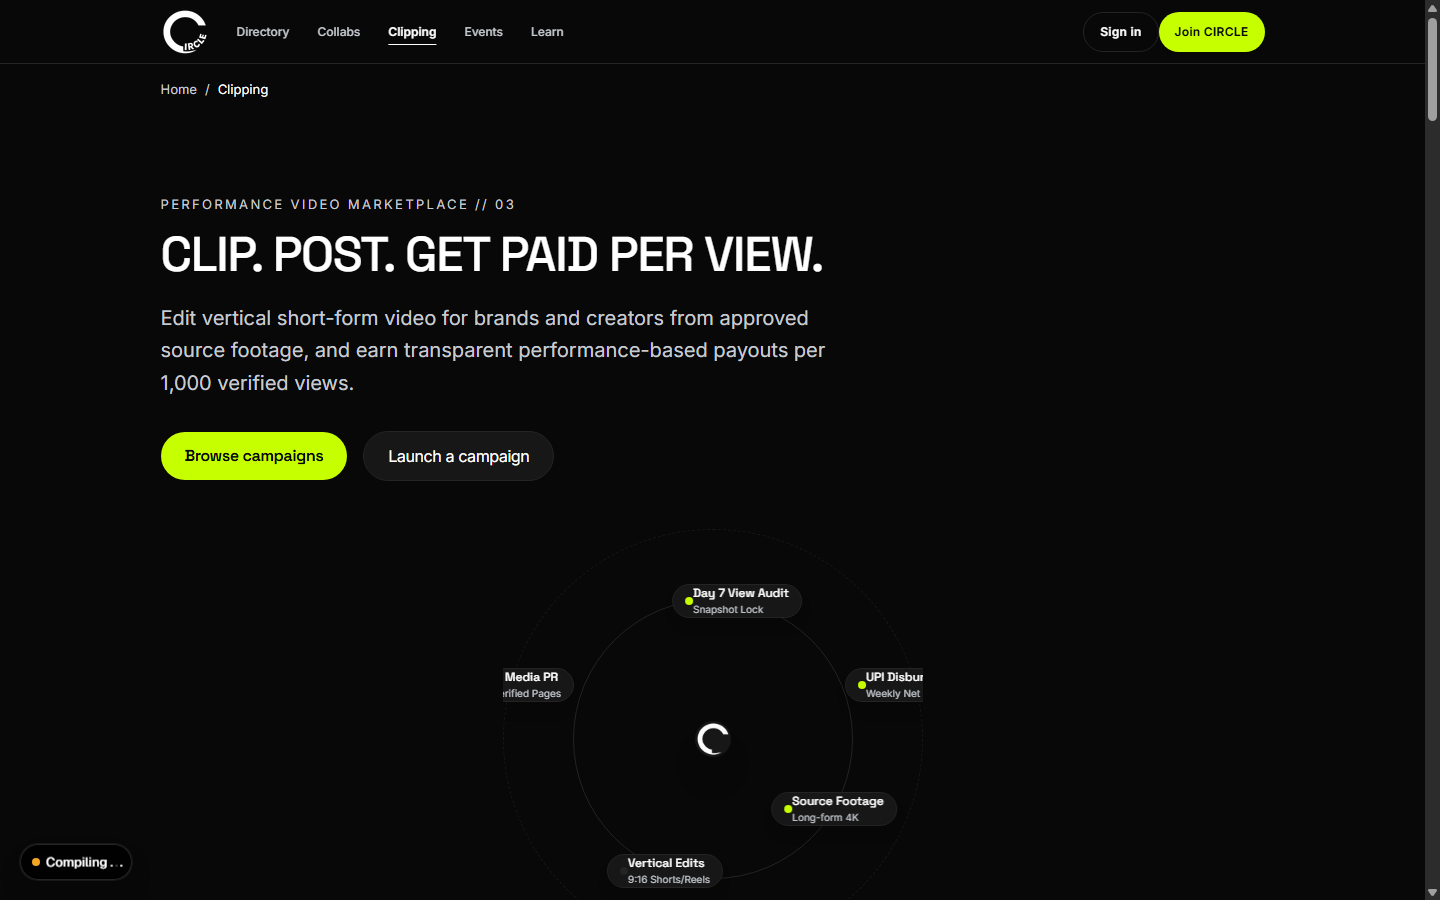 IRCLE
Directory
Collabs
Clipping
Events
Learn
Sign in
Join CIRCLE
Home / Clipping
PERFORMANCE VIDEO MARKETPLACE // 03
CLIP. POST. GET PAID PER VIEW.
Edit vertical short-form video for brands and creators from approved
source footage, and earn transparent performance-based payouts per
1,000 verified views.
Browse campaigns
Launch a campaign
Day 7 View Audit
Snapshot Lock
Media PR
erified Pages
UPI Disbur
Weekly Net
Source Footage
Long-form 4K
Vertical Edits
9:16 Shorts/Reels
Compiling . . .